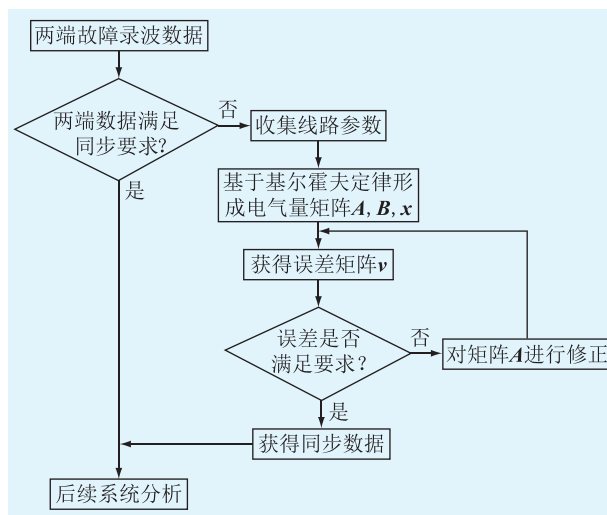 两端故障录波数据
两端数据满足
同步要求?
否
收集线路参数
是
基于基尔霍夫定律形
成电气量矩阵A, B, x
获得误差矩阵v
误差是否
满足要求?
否
对矩阵A进行修正
是
获得同步数据
后续系统分析